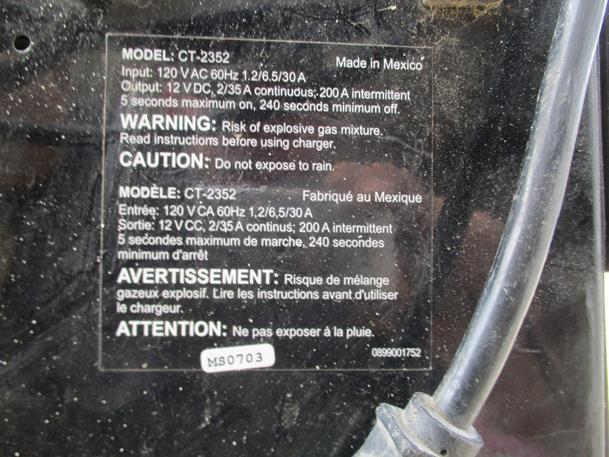 MODEL: CT-2352 Made in Mexico
Input: 120 V AC 60Hz 1.2/6.5/30 A
Output: 12 V DC, 2/35 A continuous; 200 A intermittent
5 seconds maximum on, 240 seconds minimum off.
WARNING: Risk of explosive gas mixture.
Read instructions before using charger.
CAUTION: Do not expose to rain.
MODÈLE: CT-2352 Fabriqué au Mexique
Entrée: 120 V CA 60Hz 1,2/6,5/30 A
Sortie: 12 V CC, 2/35 A continus; 200 A intermittent
5 secondes maximum de marche, 240 secondes
minimum d'arrêt
AVERTISSEMENT: Risque de mélange
gazeux explosif. Lire les instructions avant d'utiliser
le chargeur.
ATTENTION: Ne pas exposer à la pluie.
MS0703 0899001752